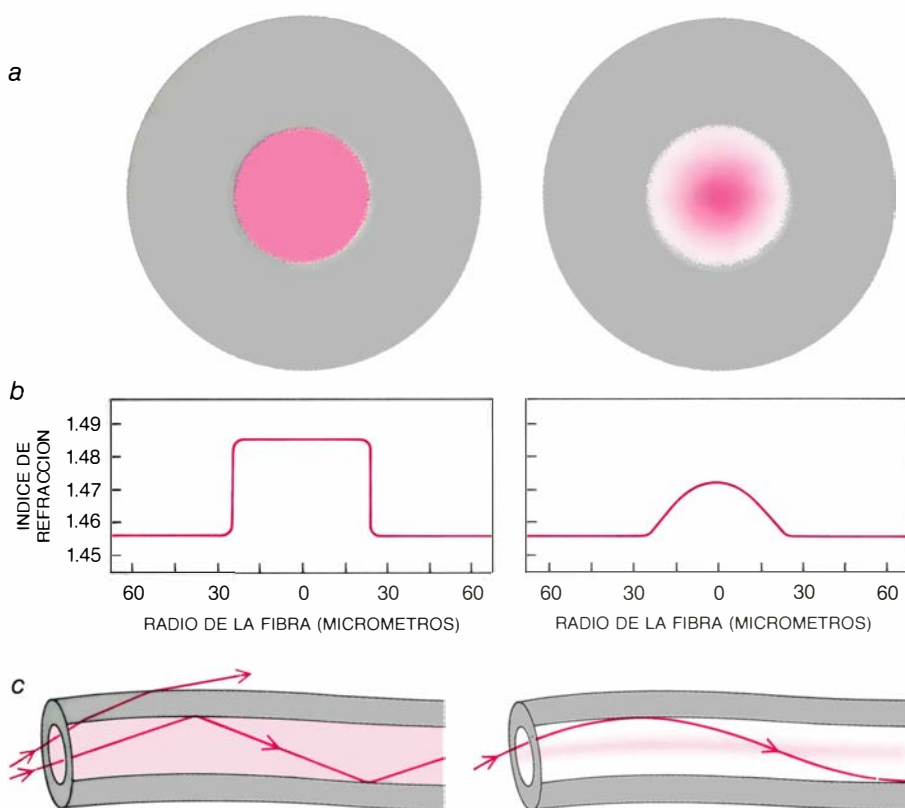 a
b
INDICE DE
REFRACCION
1.49
1.48
1.47
1.46
1.45
60 30 0 30 60
60 30 0 30 60
RADIO DE LA FIBRA (MICROMETROS)
RADIO DE LA FIBRA (MICROMETROS)
c